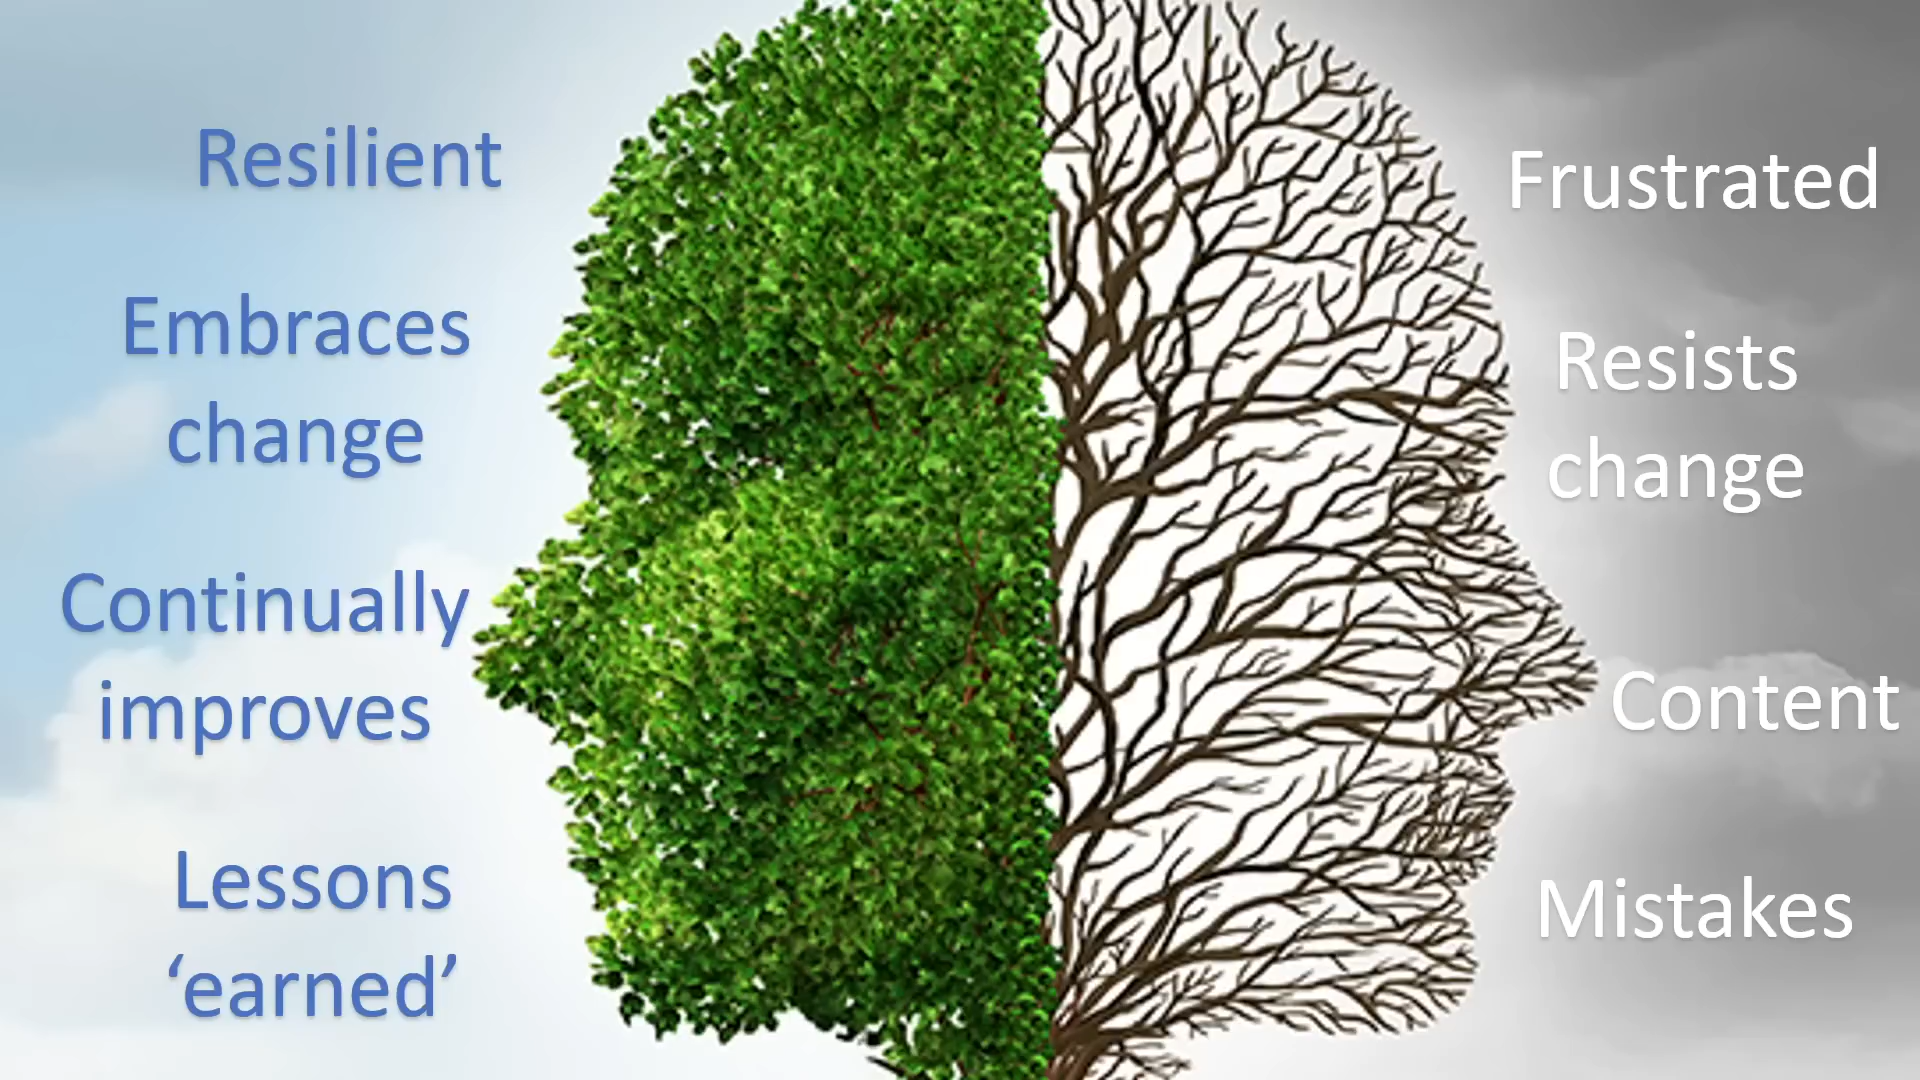 Resilient
Embraces
change
Continually
improves
Lessons
‘earned’
Frustrated
Resists
change
Content
Mistakes